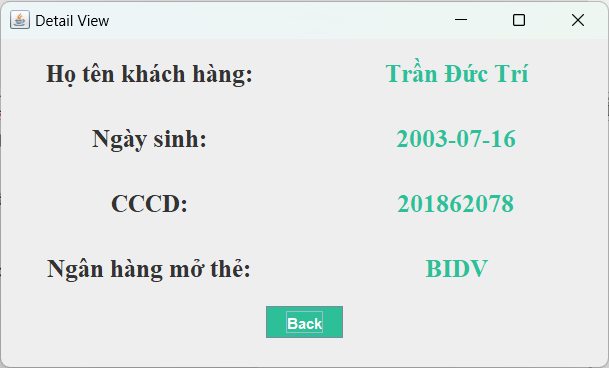 Detail View
Họ tên khách hàng: Trần Đức Trí
Ngày sinh: 2003-07-16
CCCD: 201862078
Ngân hàng mở thẻ: BIDV
Back